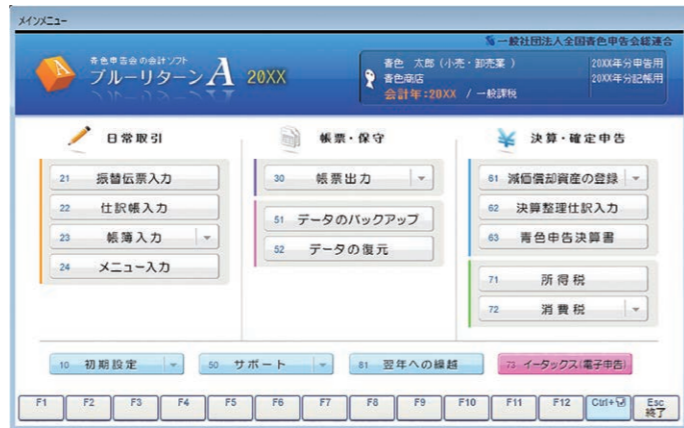 メインメニュー
一般社団法人全国青色申告会総連合
青色申告会の会計ソフト
ブルーリターンA 20XX
青色 太郎 (小売・卸売業 )
青色商店
会計年:20XX / 一般課税
20XX年分申告用
20XX年分記帳用
日常取引
21 振替伝票入力
22 仕訳帳入力
23 帳簿入力
24 メニュー入力
帳票・保守
30 帳票出力
51 データのバックアップ
52 データの復元
決算・確定申告
61 減価償却資産の登録
62 決算整理仕訳入力
63 青色申告決算書
71 所得税
72 消費税
10 初期設定
50 サポート
81 翌年への繰越
73 イータックス(電子申告)
F1 F2 F3 F4 F5 F6 F7 F8 F9 F10 F11 F12 Ctrl+ Esc
終了